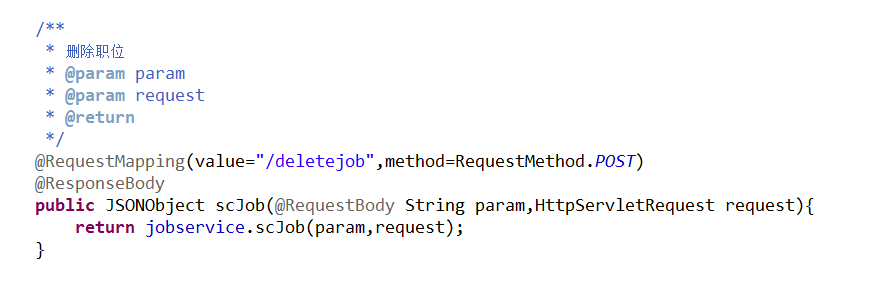 /**
 * 删除职位
 * @param param
 * @param request
 * @return
 */
@RequestMapping(value="/deletejob",method=RequestMethod.POST)
@ResponseBody
public JSONObject scJob(@RequestBody String param,HttpServletRequest request){
    return jobservice.scJob(param,request);
}